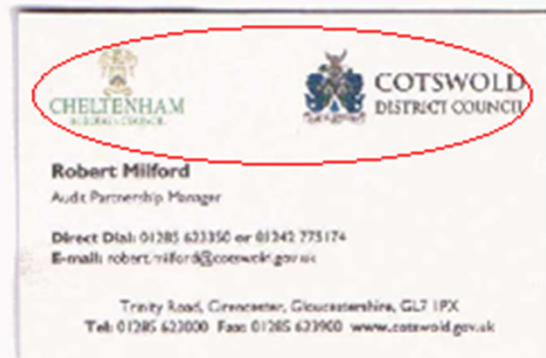 CHELTENHAM
BOROUGH COUNCIL
COTSWOLD
DISTRICT COUNCIL
Robert Milford
Audit Partnership Manager
Direct Dial: 01285 623350 or 01242 775174
E-mail: robert.milford@cotswold.gov.uk
Trinity Road, Cirencester, Gloucestershire, GL7 1PX
Tel: 01285 623000 Fax: 01285 623900 www.cotswold.gov.uk